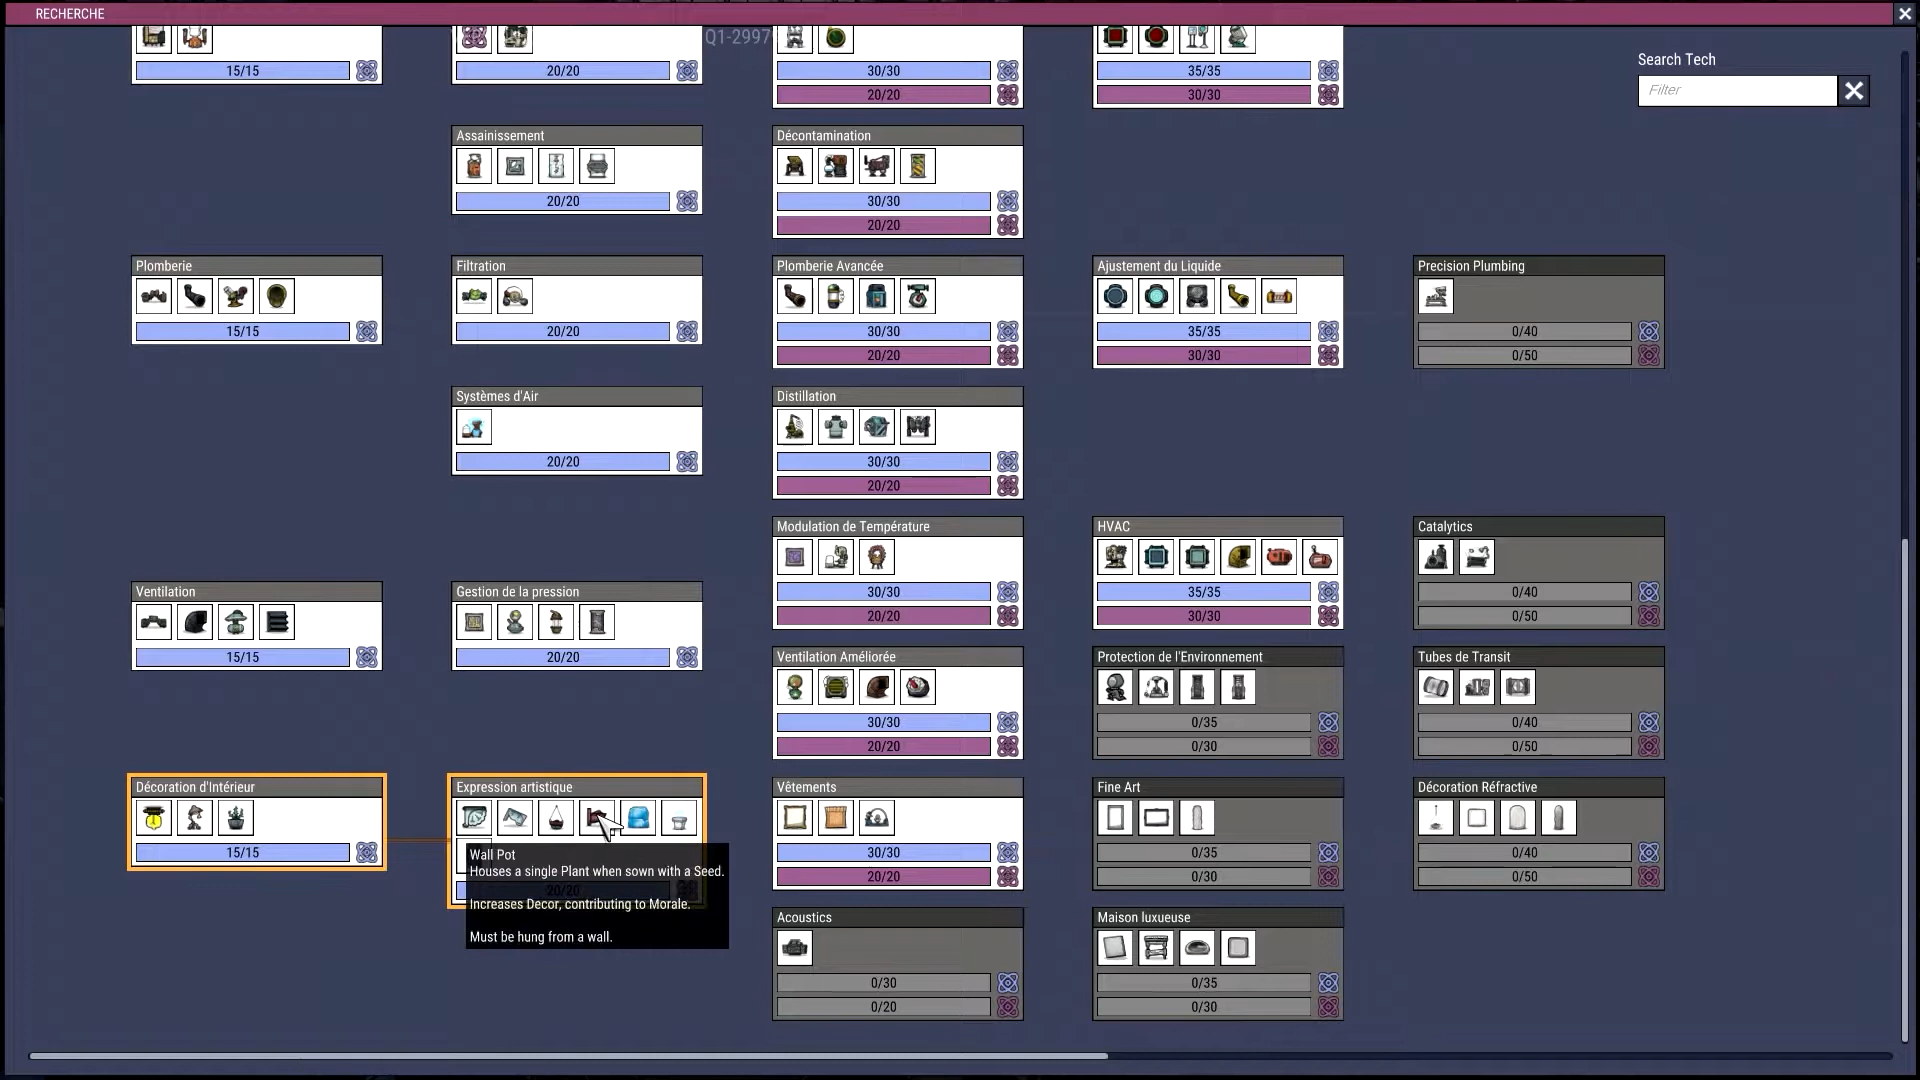 RECHERCHE
Q1-2997
Search Tech
Filter
15/15
20/20
30/30
20/20
35/35
30/30
Assainissement
20/20
Décontamination
30/30
20/20
Plomberie
15/15
Filtration
20/20
Plomberie Avancée
30/30
20/20
Ajustement du Liquide
35/35
30/30
Precision Plumbing
0/40
0/50
Systèmes d'Air
20/20
Distillation
30/30
20/20
Modulation de Température
30/30
20/20
HVAC
35/35
30/30
Catalytics
0/40
0/50
Ventilation
15/15
Gestion de la pression
20/20
Ventilation Améliorée
30/30
20/20
Protection de l'Environnement
0/35
0/30
Tubes de Transit
0/40
0/50
Décoration d'Intérieur
15/15
Expression artistique
20/20
Wall Pot
Houses a single Plant when sown with a Seed.
Increases Decor, contributing to Morale.
Must be hung from a wall.
Vêtements
30/30
20/20
Fine Art
0/35
0/30
Décoration Réfractive
0/40
0/50
Acoustics
0/30
0/20
Maison luxueuse
0/35
0/30